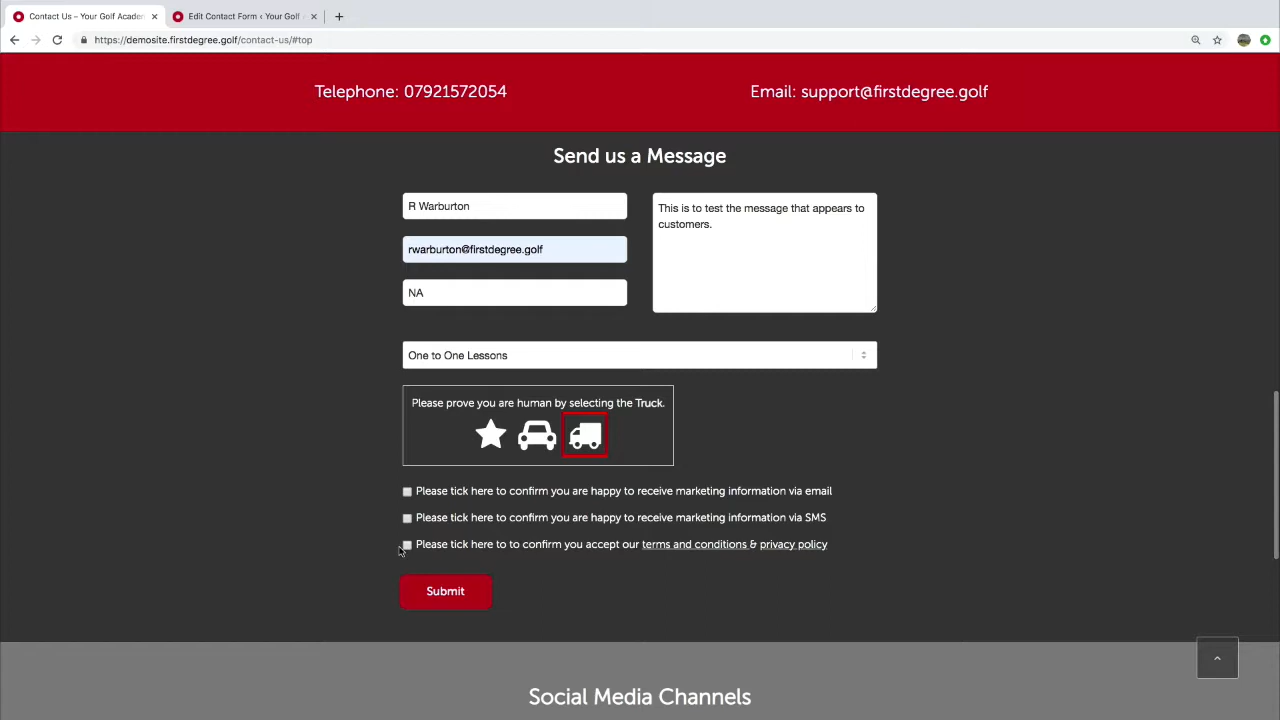 Contact Us – Your Golf Acade
Edit Contact Form ‹ Your Golf
https://demosite.firstdegree.golf/contact-us/#top
Telephone: 07921572054
Email: support@firstdegree.golf
Send us a Message
R Warburton
This is to test the message that appears to
customers.
rwarburton@firstdegree.golf
NA
One to One Lessons
Please prove you are human by selecting the Truck.
Please tick here to confirm you are happy to receive marketing information via email
Please tick here to confirm you are happy to receive marketing information via SMS
Please tick here to to confirm you accept our terms and conditions & privacy policy
Submit
Social Media Channels